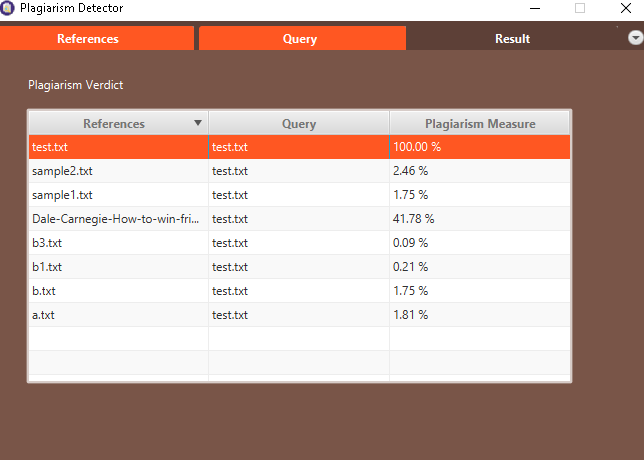 Plagiarism Detector
References Query Result
Plagiarism Verdict
References Query Plagiarism Measure
test.txt test.txt 100.00 %
sample2.txt test.txt 2.46 %
sample1.txt test.txt 1.75 %
Dale-Carnegie-How-to-win-fri... test.txt 41.78 %
b3.txt test.txt 0.09 %
b1.txt test.txt 0.21 %
b.txt test.txt 1.75 %
a.txt test.txt 1.81 %